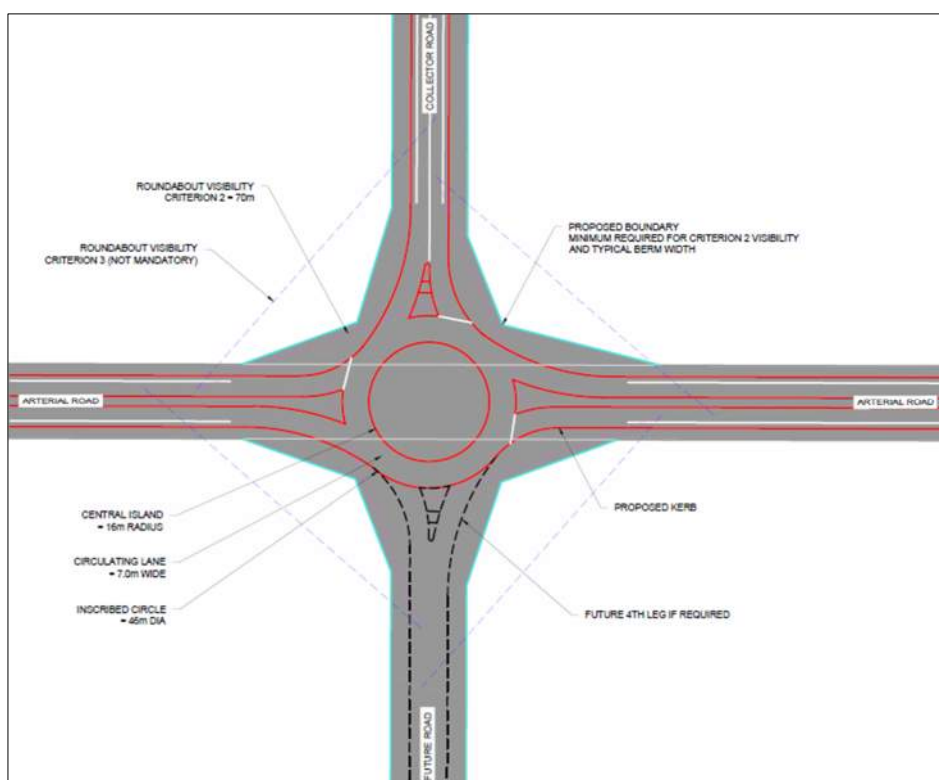 COLLECTOR ROAD
ROUNDABOUT VISIBILITY
CRITERION 2 = 70m
ROUNDABOUT VISIBILITY
CRITERION 3 (NOT MANDATORY)
PROPOSED BOUNDARY
MINIMUM REQUIRED FOR CRITERION 2 VISIBILITY
AND TYPICAL BERM WIDTH
ARTERIAL ROAD
ARTERIAL ROAD
CENTRAL ISLAND
= 16m RADIUS
PROPOSED KERB
CIRCULATING LANE
= 7.0m WIDE
INSCRIBED CIRCLE
= 46m DIA
FUTURE 4TH LEG IF REQUIRED
FUTURE ROAD